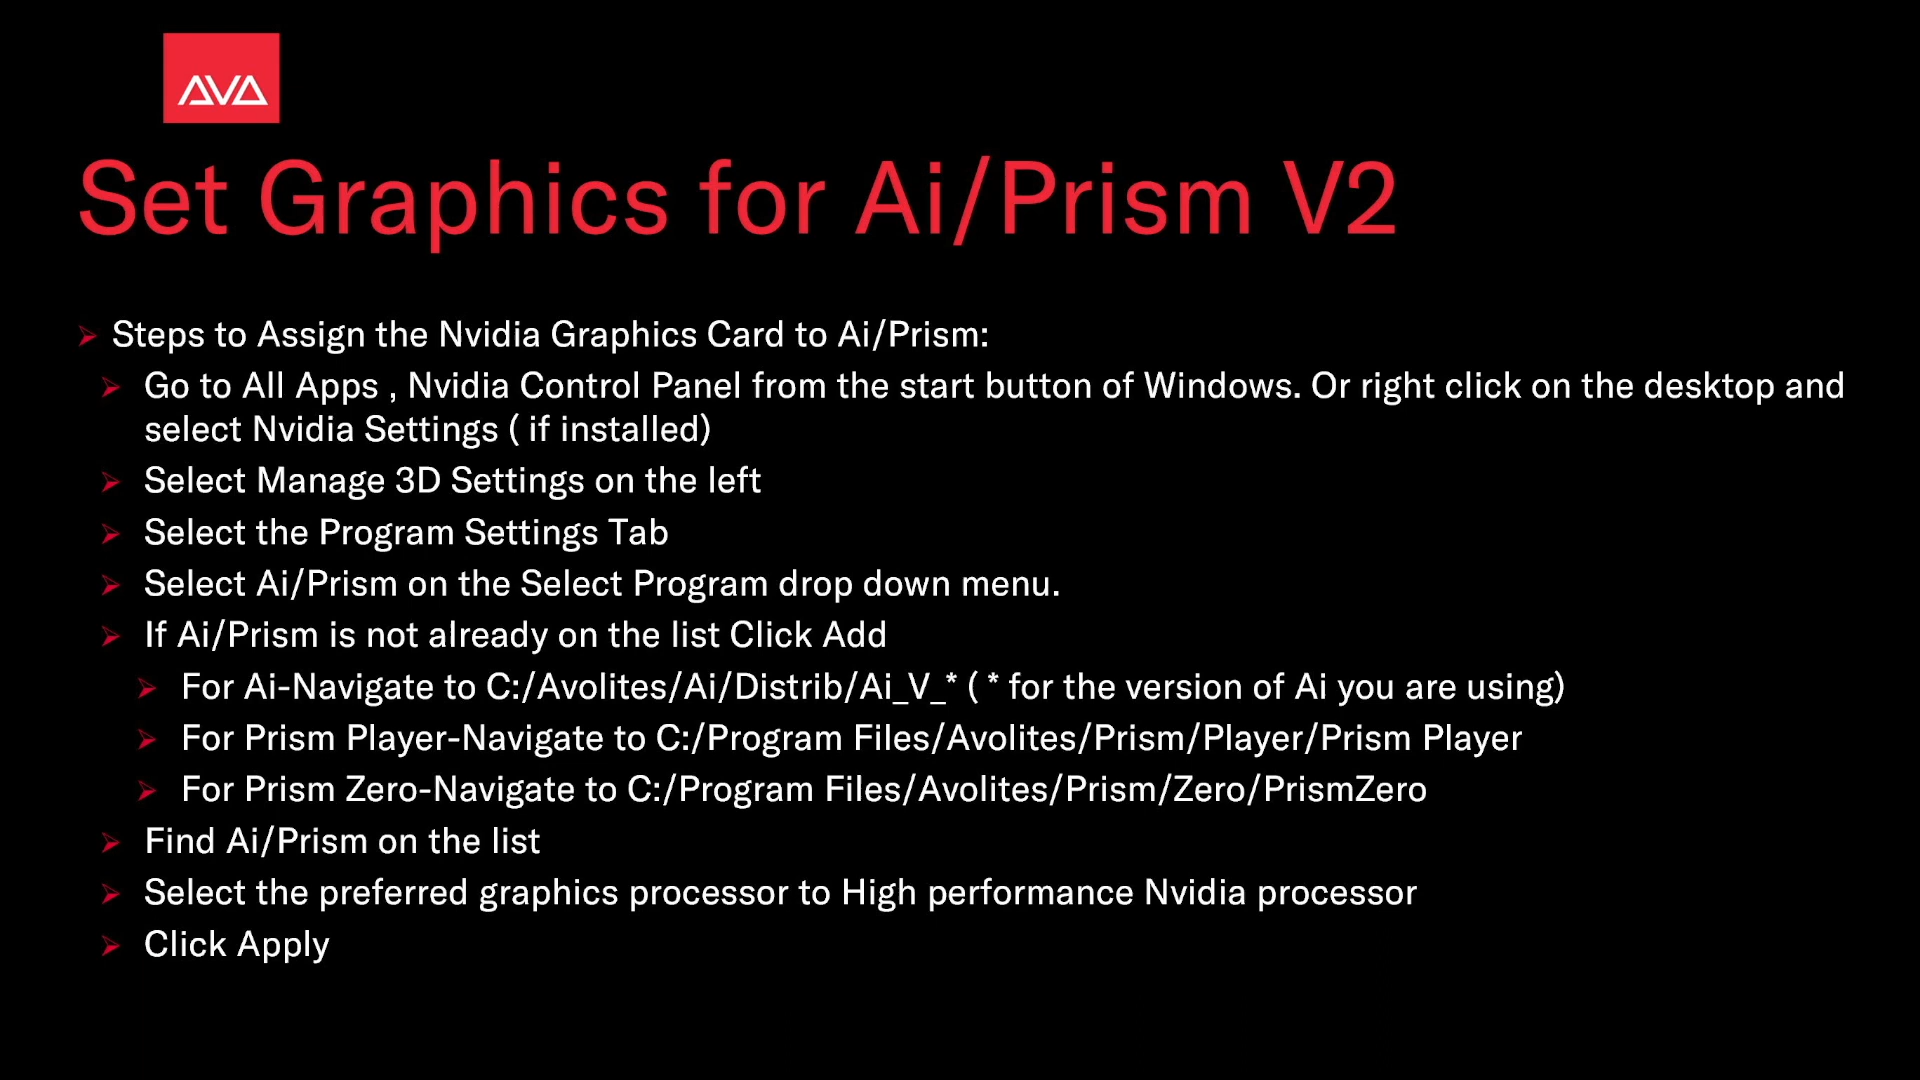 AVA
Set Graphics for Ai/Prism V2
Steps to Assign the Nvidia Graphics Card to Ai/Prism:
Go to All Apps , Nvidia Control Panel from the start button of Windows. Or right click on the desktop and
select Nvidia Settings ( if installed)
Select Manage 3D Settings on the left
Select the Program Settings Tab
Select Ai/Prism on the Select Program drop down menu.
If Ai/Prism is not already on the list Click Add
For Ai-Navigate to C:/Avolites/Ai/Distrib/Ai_V_* ( * for the version of Ai you are using)
For Prism Player-Navigate to C:/Program Files/Avolites/Prism/Player/Prism Player
For Prism Zero-Navigate to C:/Program Files/Avolites/Prism/Zero/PrismZero
Find Ai/Prism on the list
Select the preferred graphics processor to High performance Nvidia processor
Click Apply